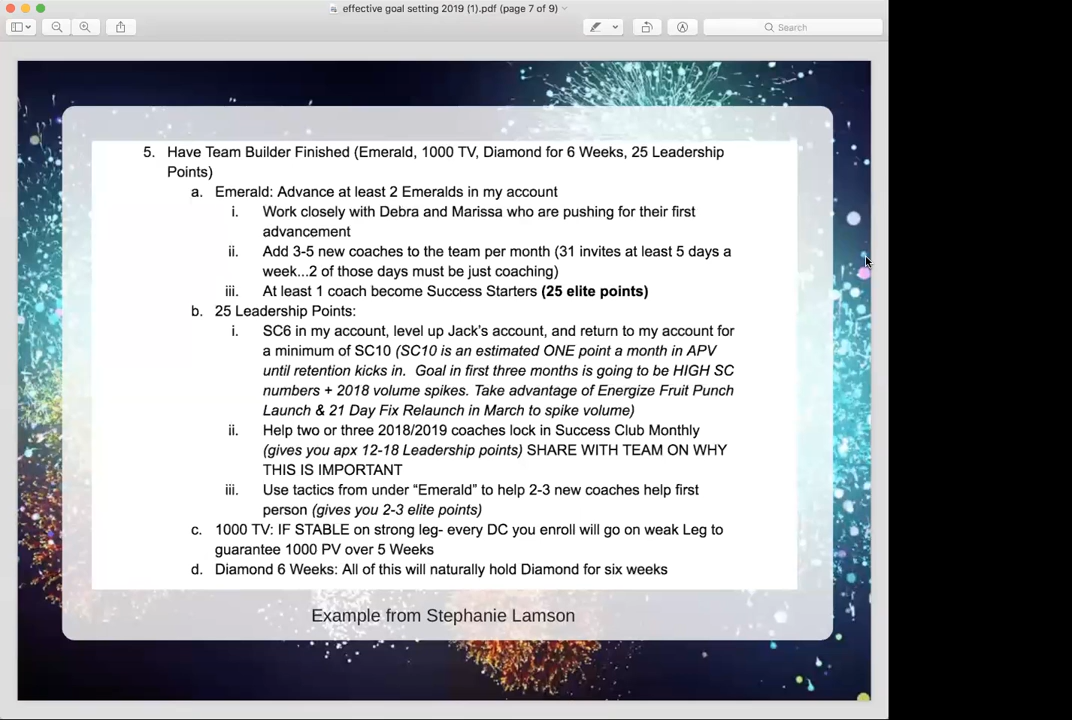 effective goal setting 2019 (1).pdf (page 7 of 9)
Search
5. Have Team Builder Finished (Emerald, 1000 TV, Diamond for 6 Weeks, 25 Leadership
Points)
a. Emerald: Advance at least 2 Emeralds in my account
i. Work closely with Debra and Marissa who are pushing for their first
advancement
ii. Add 3-5 new coaches to the team per month (31 invites at least 5 days a
week...2 of those days must be just coaching)
iii. At least 1 coach become Success Starters (25 elite points)
b. 25 Leadership Points:
i. SC6 in my account, level up Jack's account, and return to my account for
a minimum of SC10 (SC10 is an estimated ONE point a month in APV
until retention kicks in. Goal in first three months is going to be HIGH SC
numbers + 2018 volume spikes. Take advantage of Energize Fruit Punch
Launch & 21 Day Fix Relaunch in March to spike volume)
ii. Help two or three 2018/2019 coaches lock in Success Club Monthly
(gives you apx 12-18 Leadership points) SHARE WITH TEAM ON WHY
THIS IS IMPORTANT
iii. Use tactics from under “Emerald” to help 2-3 new coaches help first
person (gives you 2-3 elite points)
c. 1000 TV: IF STABLE on strong leg- every DC you enroll will go on weak Leg to
guarantee 1000 PV over 5 Weeks
d. Diamond 6 Weeks: All of this will naturally hold Diamond for six weeks
Example from Stephanie Lamson